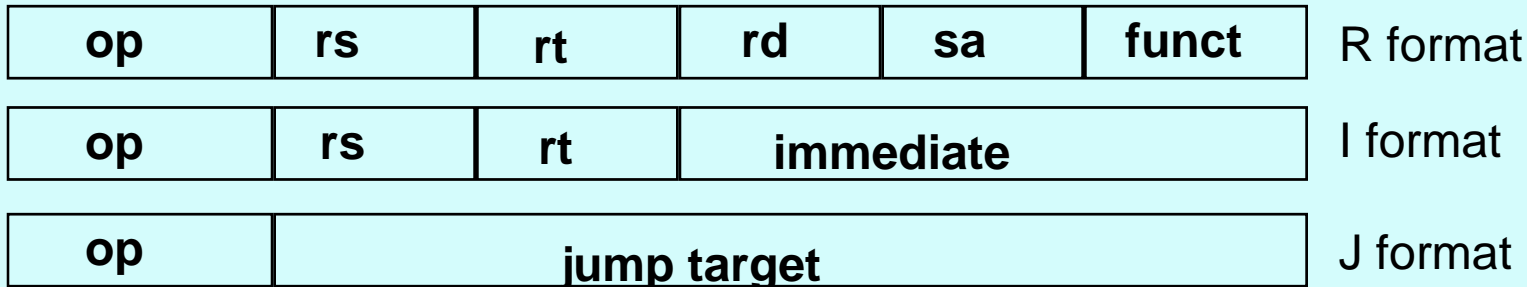 op rs rt rd sa funct R format
op rs rt immediate I format
op jump target J format